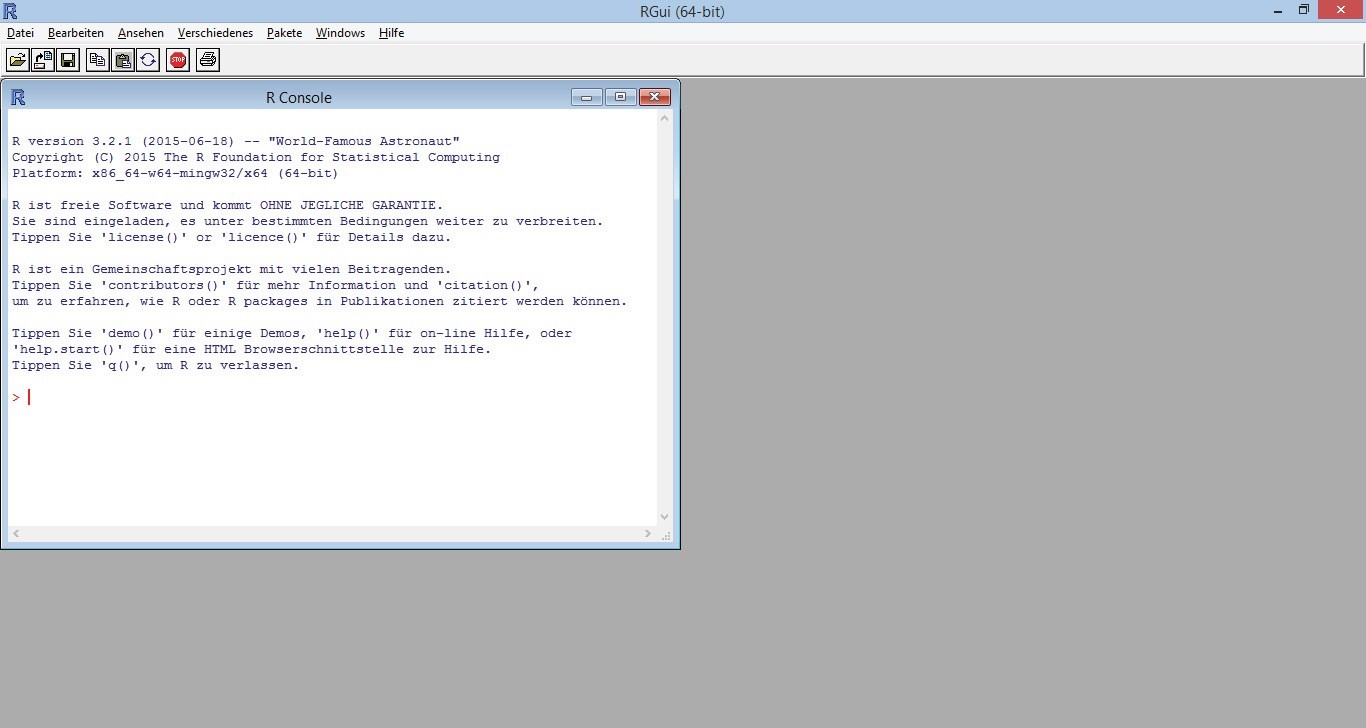 R RGui (64-bit)
Datei Bearbeiten Ansehen Verschiedenes Pakete Windows Hilfe
STOP
R R Console
R version 3.2.1 (2015-06-18) -- "World-Famous Astronaut"
Copyright (C) 2015 The R Foundation for Statistical Computing
Platform: x86_64-w64-mingw32/x64 (64-bit)
R ist freie Software und kommt OHNE JEGLICHE GARANTIE.
Sie sind eingeladen, es unter bestimmten Bedingungen weiter zu verbreiten.
Tippen Sie 'license()' or 'licence()' für Details dazu.
R ist ein Gemeinschaftsprojekt mit vielen Beitragenden.
Tippen Sie 'contributors()' für mehr Information und 'citation()',
um zu erfahren, wie R oder R packages in Publikationen zitiert werden können.
Tippen Sie 'demo()' für einige Demos, 'help()' für on-line Hilfe, oder
'help.start()' für eine HTML Browserschnittstelle zur Hilfe.
Tippen Sie 'q()', um R zu verlassen.
>